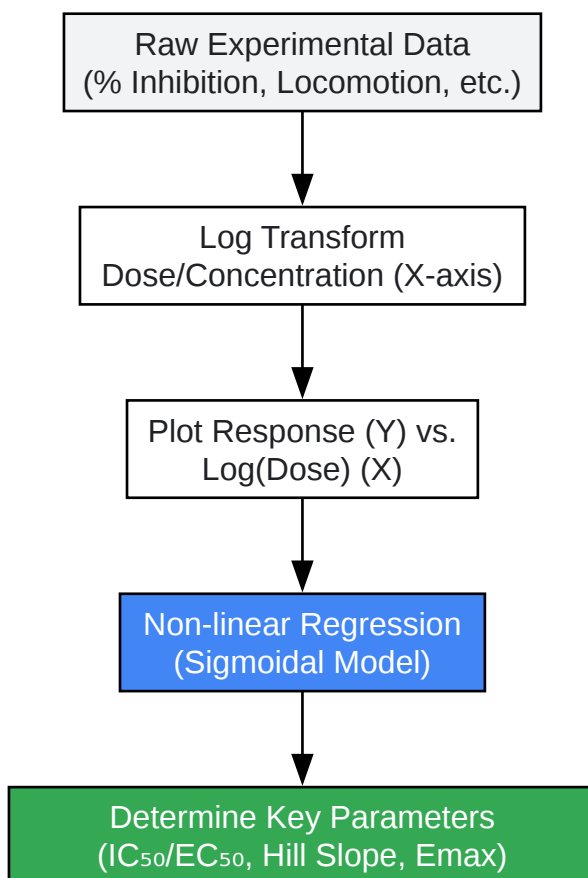 Raw Experimental Data
(% Inhibition, Locomotion, etc.)
Log Transform
Dose/Concentration (X-axis)
Plot Response (Y) vs.
Log(Dose) (X)
Non-linear Regression
(Sigmoidal Model)
Determine Key Parameters
(IC₅₀/EC₅₀, Hill Slope, Emax)